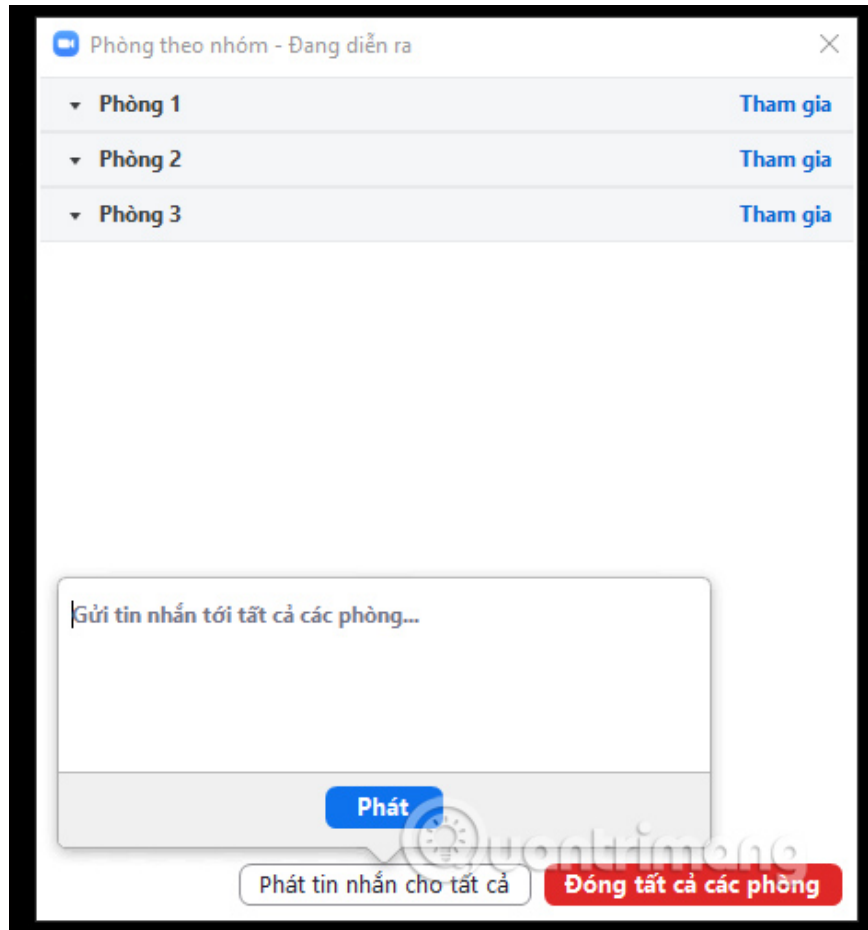 Phòng theo nhóm - Đang diễn ra
Phòng 1 Tham gia
Phòng 2 Tham gia
Phòng 3 Tham gia
Gửi tin nhắn tới tất cả các phòng...
Phát
Quantrimang
Phát tin nhắn cho tất cả Đóng tất cả các phòng